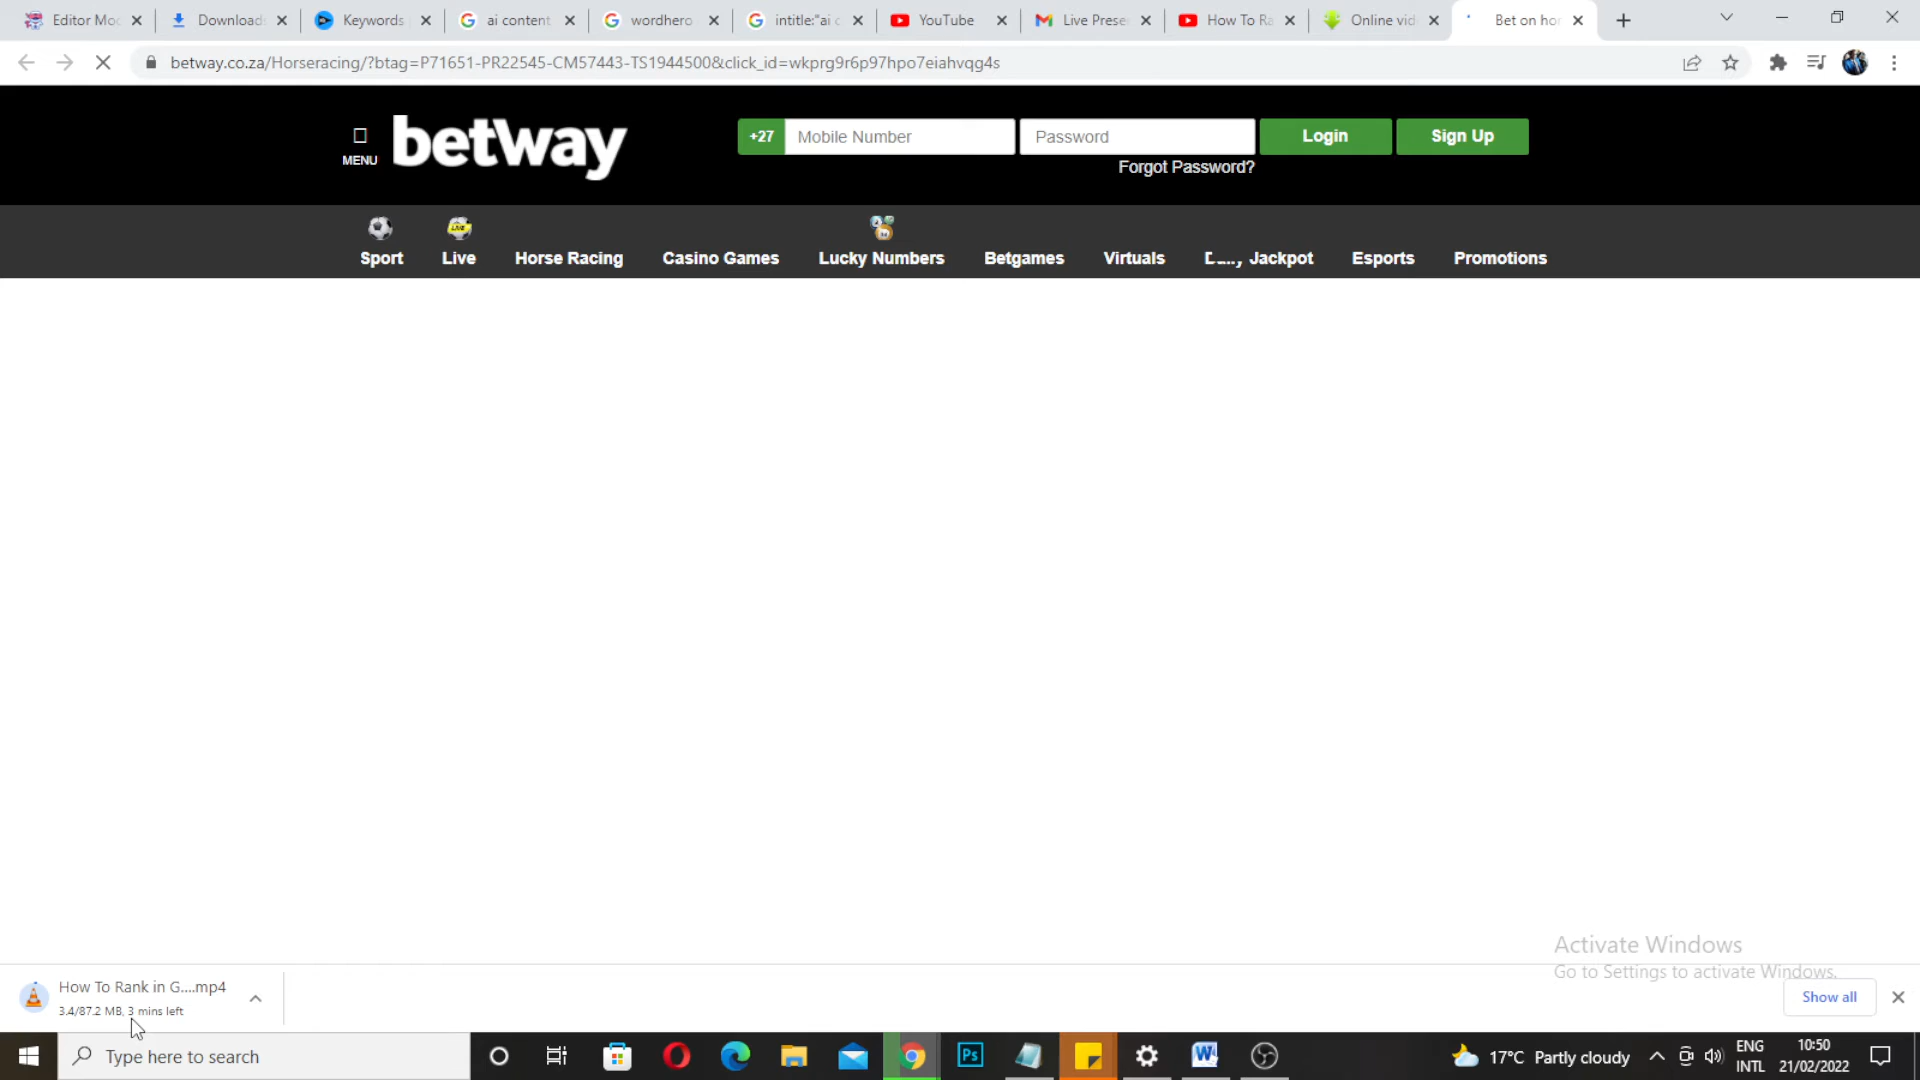 Editor Moc
Download
Keywords
ai content
wordhero
intitle:"ai c
YouTube
Live Prese
How To Ra
Online vid
Bet on hor
betway.co.za/Horseracing/?btag=P71651-PR22545-CM57443-TS1944500&click_id=wkprg9r6p97hpo7eiahvqg4s
MENU
betway
+27
Mobile Number
Password
Login
Sign Up
Forgot Password?
LIVE
Sport
Live
Horse Racing
Casino Games
Lucky Numbers
Betgames
Virtuals
Jackpot
Esports
Promotions
Activate Windows
Go to Settings to activate Windows.
How To Rank in G....mp4
3.4/87.2 MB, 3 mins left
Show all
Type here to search
Ps
W
17°C Partly cloudy
ENG
INTL
10:50
21/02/2022